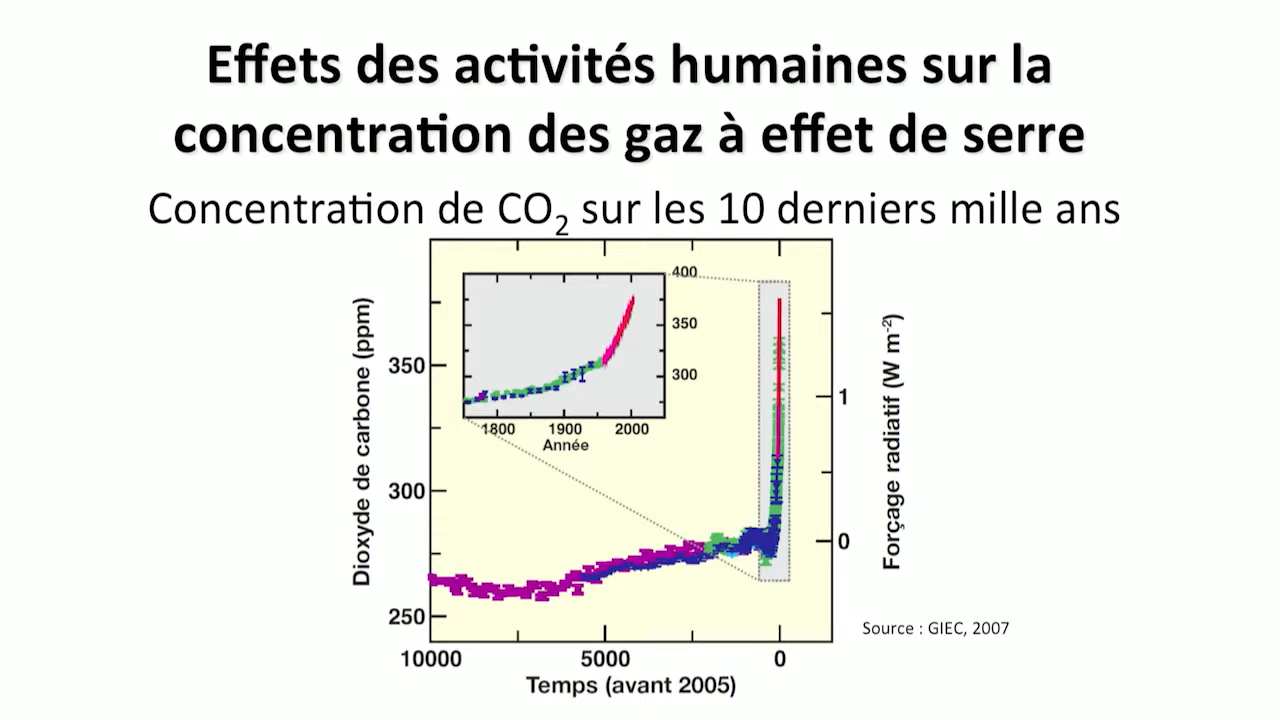 Effets des activités humaines sur la
concentration des gaz à effet de serre
Concentration de CO2 sur les 10 derniers mille ans
Dioxyde de carbone (ppm)
350
300
250
400
350
300
1800 1900 2000
Année
1
0
Forçage radiatif (W m-2)
10000 5000 0
Temps (avant 2005)
Source : GIEC, 2007